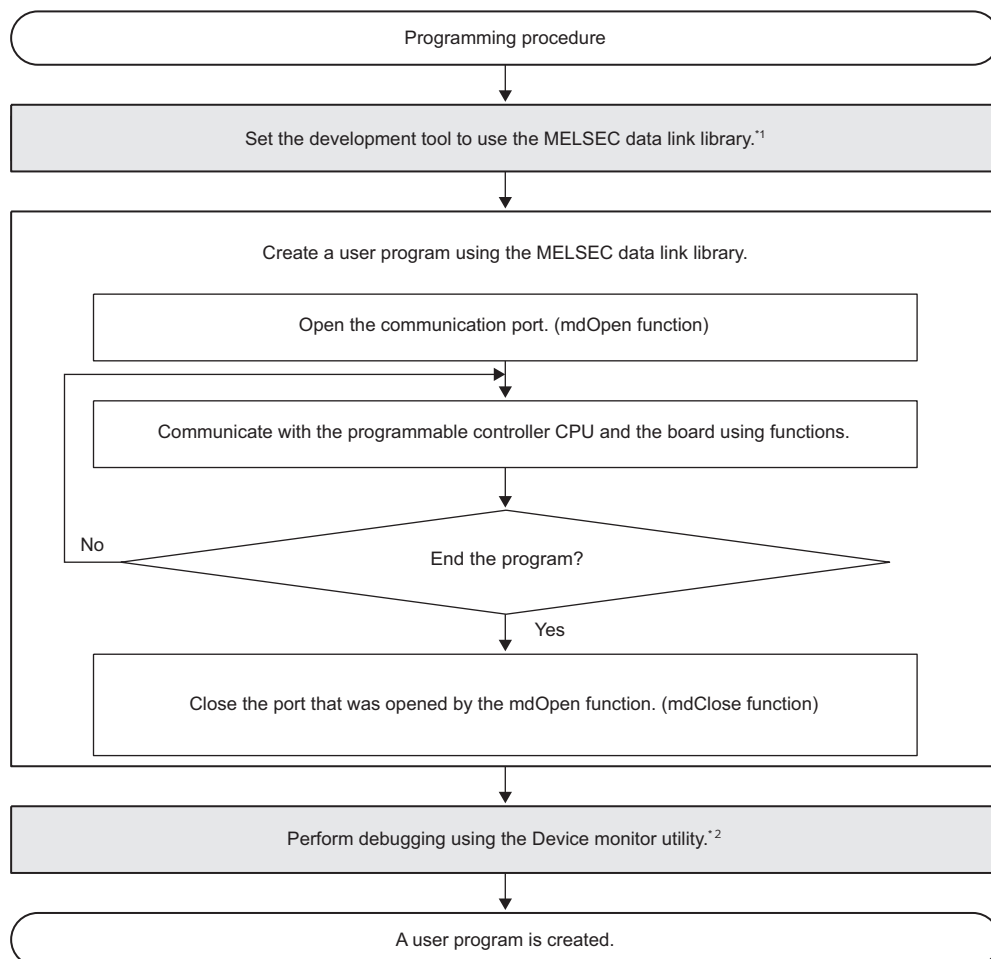 Programming procedure
Set the development tool to use the MELSEC data link library.*1
Create a user program using the MELSEC data link library.
Open the communication port. (mdOpen function)
Communicate with the programmable controller CPU and the board using functions.
No
End the program?
Yes
Close the port that was opened by the mdOpen function. (mdClose function)
Perform debugging using the Device monitor utility.*2
A user program is created.